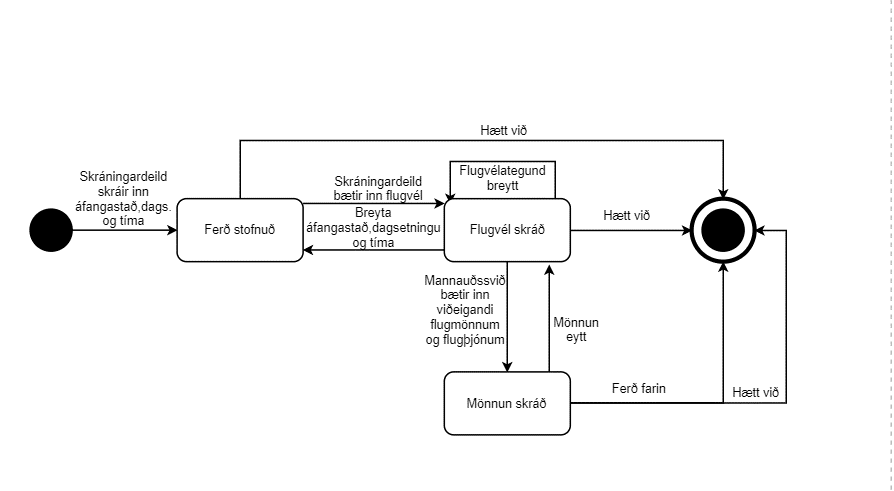 Hætt við
Skráningardeild
skráir inn
áfangastað,dags.
og tíma
Ferð stofnuð
Skráningardeild
bætir inn flugvél
Breyta
áfangastað,dagsetningu
og tíma
Flugvélategund
breytt
Flugvél skráð
Hætt við
Mannauðssvið
bætir inn
viðeigandi
flugmönnum
og flugþjónum
Mönnun
eytt
Mönnun skráð
Ferð farin
Hætt við